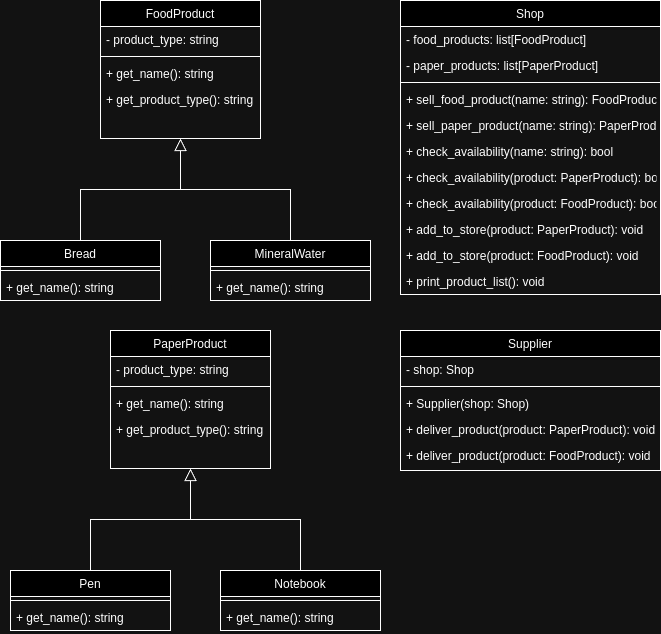 FoodProduct
- product_type: string
+ get_name(): string
+ get_product_type(): string
Shop
- food_products: list[FoodProduct]
- paper_products: list[PaperProduct]
+ sell_food_product(name: string): FoodProduc
+ sell_paper_product(name: string): PaperProd
+ check_availability(name: string): bool
+ check_availability(product: PaperProduct): bo
+ check_availability(product: FoodProduct): boo
+ add_to_store(product: PaperProduct): void
+ add_to_store(product: FoodProduct): void
+ print_product_list(): void
Bread
+ get_name(): string
MineralWater
+ get_name(): string
PaperProduct
- product_type: string
+ get_name(): string
+ get_product_type(): string
Supplier
- shop: Shop
+ Supplier(shop: Shop)
+ deliver_product(product: PaperProduct): void
+ deliver_product(product: FoodProduct): void
Pen
+ get_name(): string
Notebook
+ get_name(): string